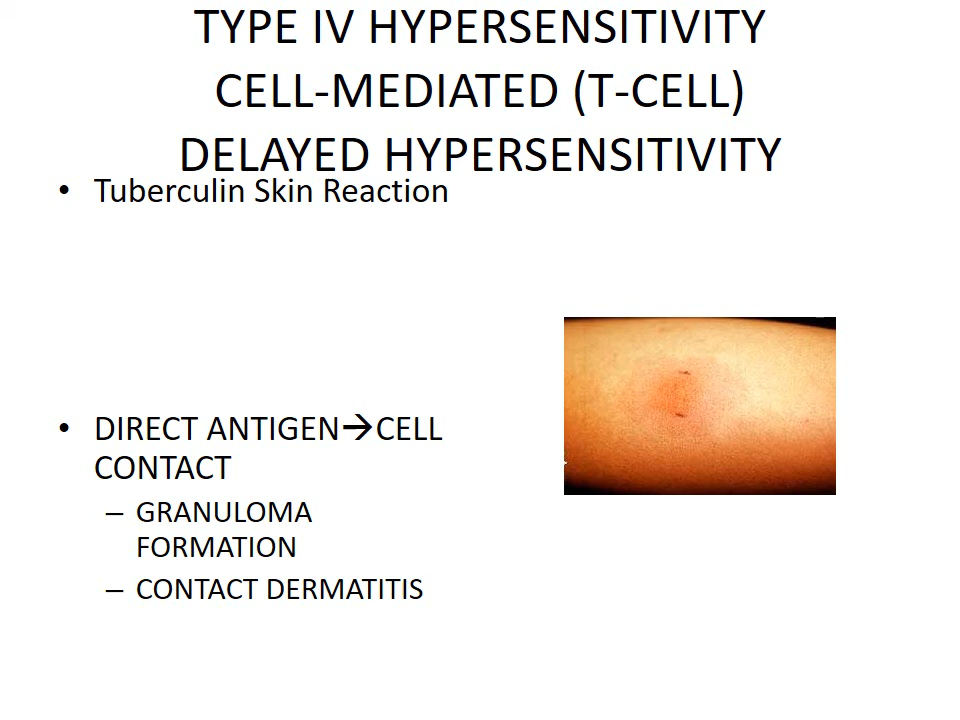 TYPE IV HYPERSENSITIVITY
CELL-MEDIATED (T-CELL)
DELAYED HYPERSENSITIVITY
• Tuberculin Skin Reaction
• DIRECT ANTIGEN→CELL
CONTACT
– GRANULOMA
FORMATION
– CONTACT DERMATITIS